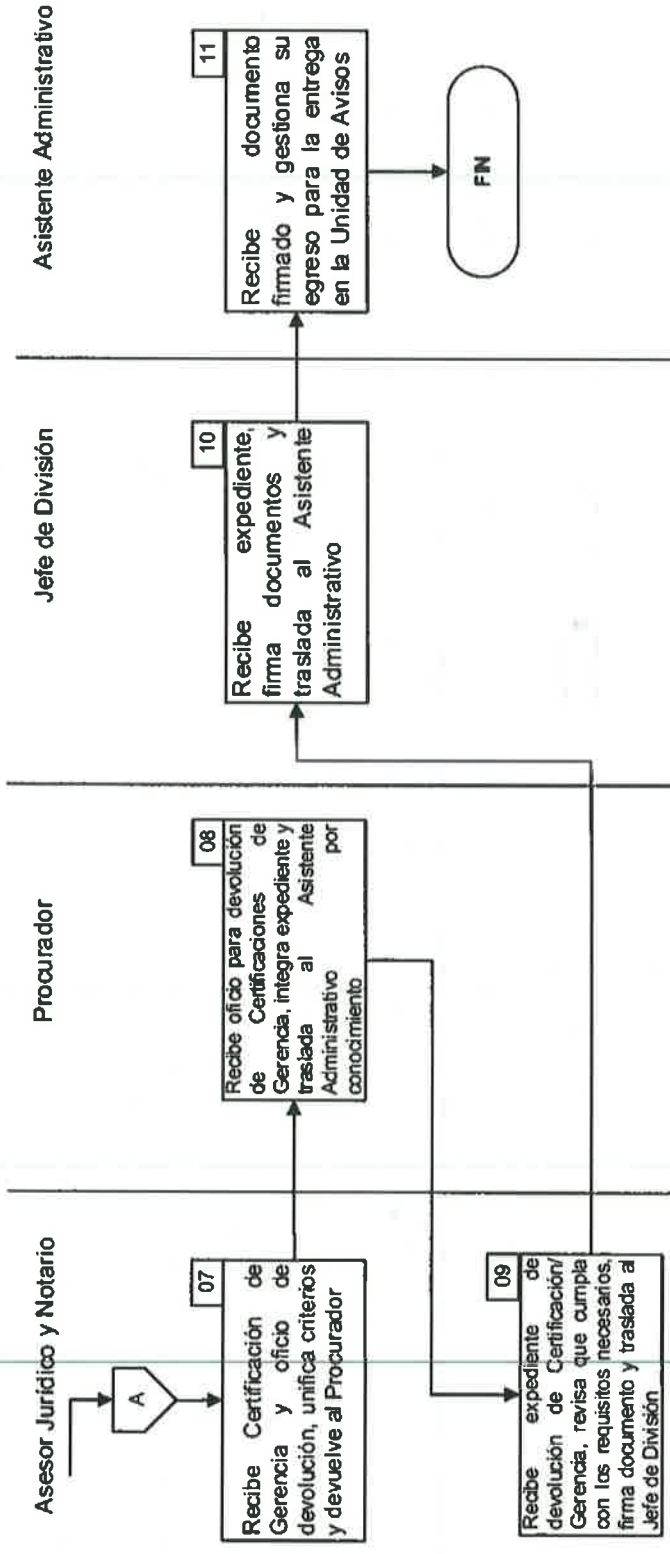 Asesor Jurídico y Notario
A
07
Recibe Certificación de
Gerencia y oficio de
devolución, unifica criterios
y devuelve al Procurador
09
Recibe expediente de
devolución de Certificación/
Gerencia, revisa que cumpla
con los requisitos necesarios,
firma documento y traslada al
Jefe de División
Procurador
08
Recibe oficio para devolución
de Certificaciones de
Gerencia, integra expediente y
traslada al Asistente
Administrativo por
conocimiento
Jefe de División
10
Recibe expediente,
firma documentos y
traslada al Asistente
Administrativo
Asistente Administrativo
11
Recibe documento
firmado y gestiona su
egreso para la entrega
en la Unidad de Avisos
FIN